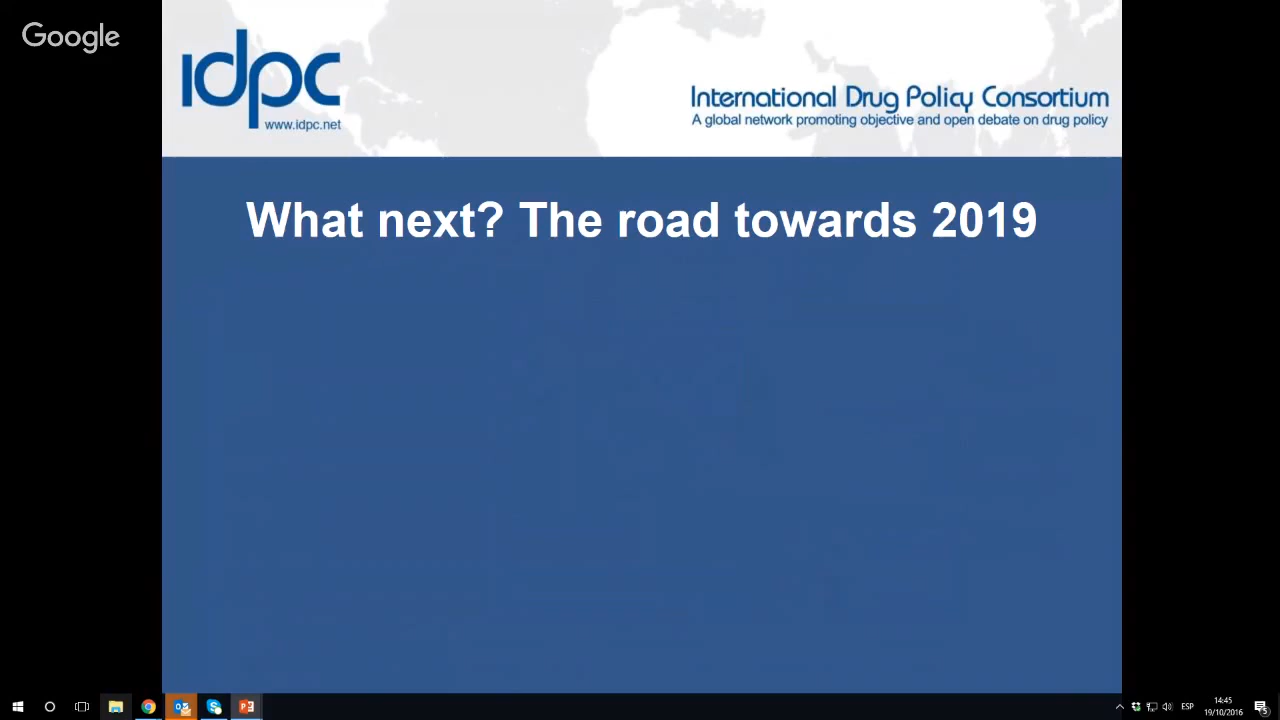 Google
idpc
www.idpc.net
International Drug Policy Consortium
A global network promoting objective and open debate on drug policy
What next? The road towards 2019
ESP
14:45
19/10/2016
5